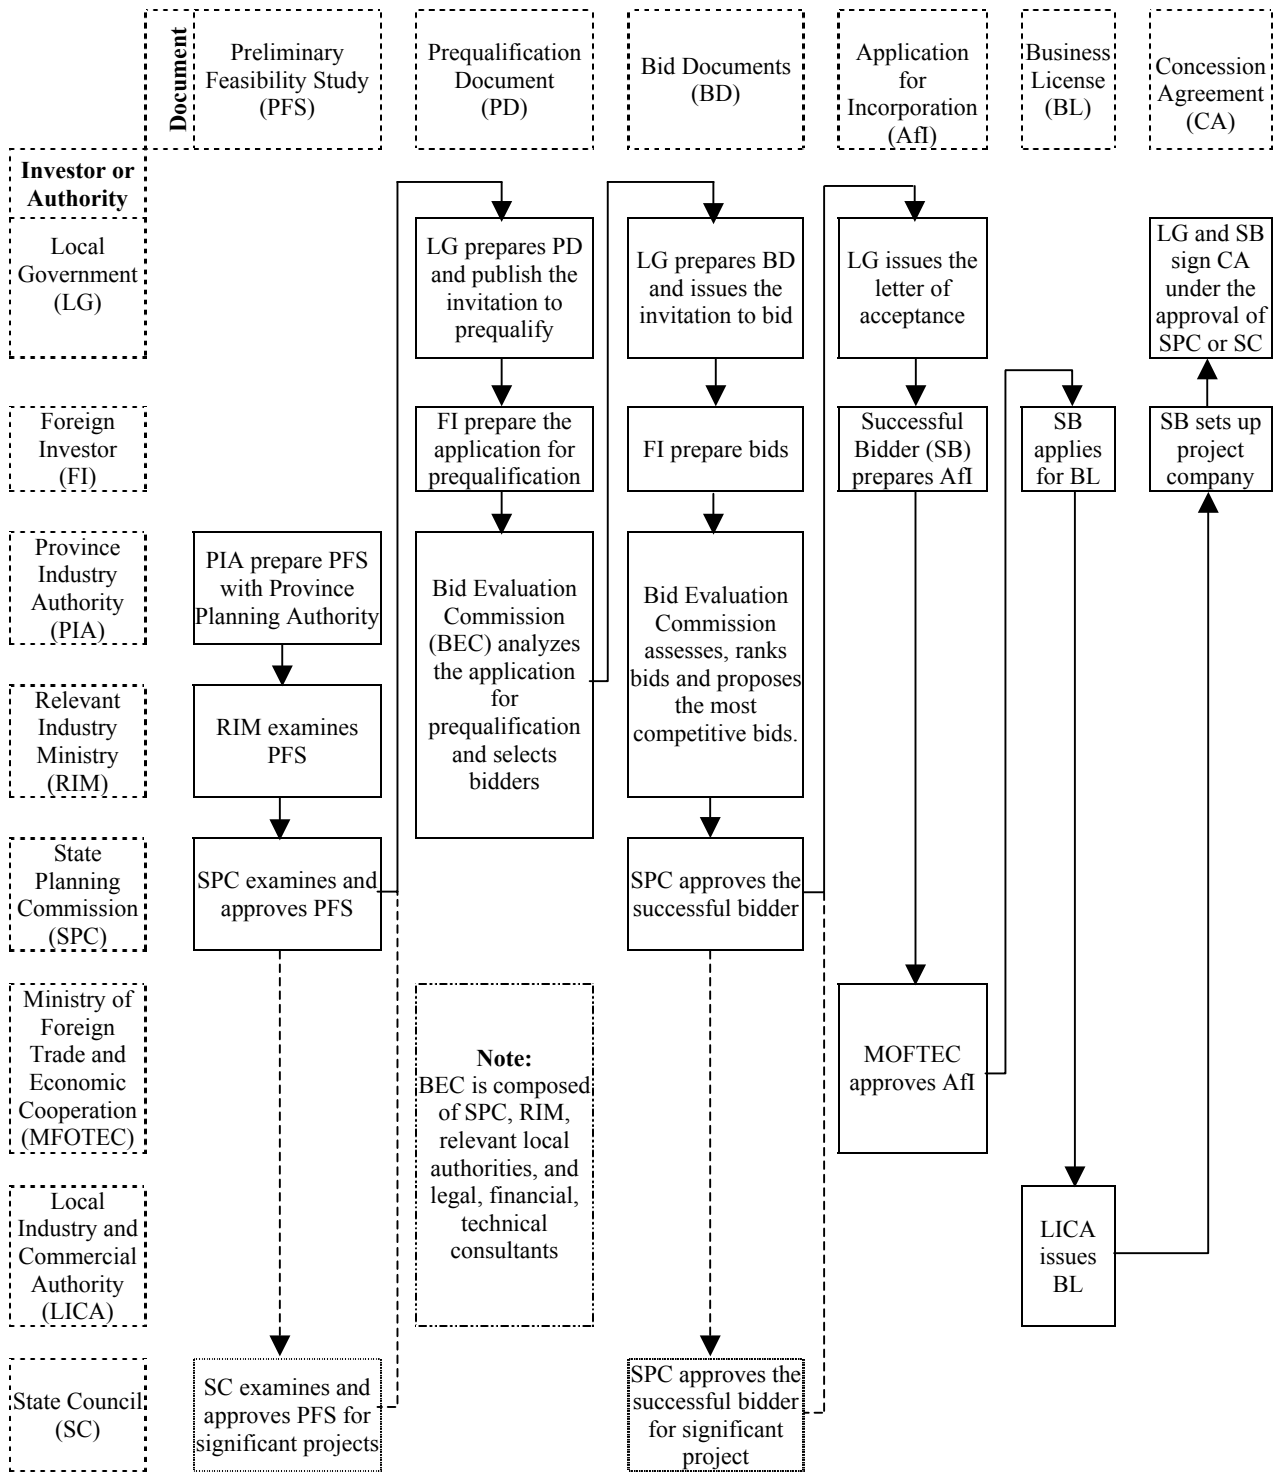 Document
Preliminary
Feasibility Study
(PFS)
Prequalification
Document
(PD)
Bid Documents
(BD)
Application
for
Incorporation
(AfI)
Business
License
(BL)
Concession
Agreement
(CA)
Investor or
Authority
Local
Government
(LG)
LG prepares PD
and publish the
invitation to
prequalify
LG prepares BD
and issues the
invitation to bid
LG issues the
letter of
acceptance
LG and SB
sign CA
under the
approval of
SPC or SC
Foreign
Investor
(FI)
FI prepare the
application for
prequalification
FI prepare bids
Successful
Bidder (SB)
prepares AfI
SB
applies
for BL
SB sets up
project
company
Province
Industry
Authority
(PIA)
PIA prepare PFS
with Province
Planning Authority
Bid Evaluation
Commission
(BEC) analyzes
the application
for
prequalification
and selects
bidders
Bid Evaluation
Commission
assesses, ranks
bids and proposes
the most
competitive bids.
Relevant
Industry
Ministry
(RIM)
RIM examines
PFS
State
Planning
Commission
(SPC)
SPC examines and
approves PFS
SPC approves the
successful bidder
Ministry of
Foreign
Trade and
Economic
Cooperation
(MFOTEC)
Note:
BEC is composed
of SPC, RIM,
relevant local
authorities, and
legal, financial,
technical
consultants
MOFTEC
approves AfI
Local
Industry and
Commercial
Authority
(LICA)
LICA
issues
BL
State Council
(SC)
SC examines and
approves PFS for
significant projects
SPC approves the
successful bidder
for significant
project